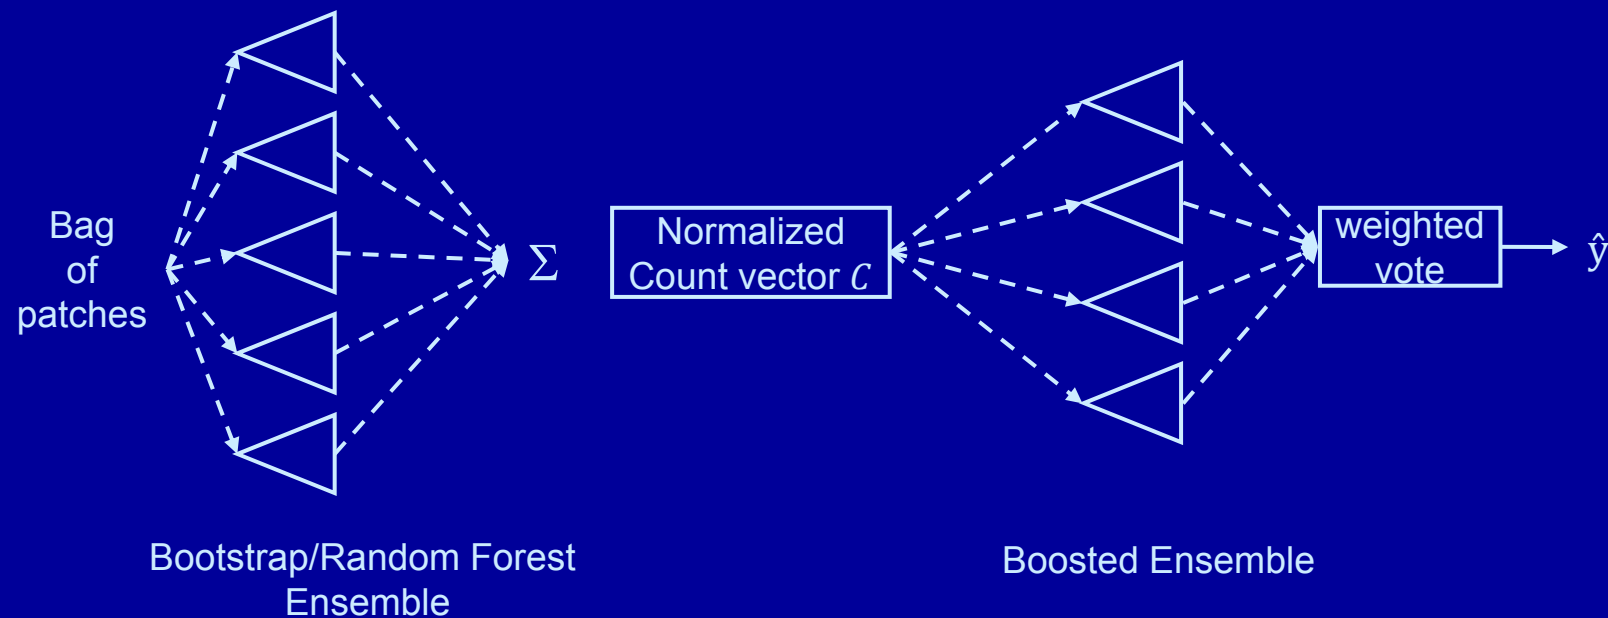 Bag
of
patches
Σ
Normalized
Count vector C
weighted
vote
ŷ
Bootstrap/Random Forest
Ensemble
Boosted Ensemble